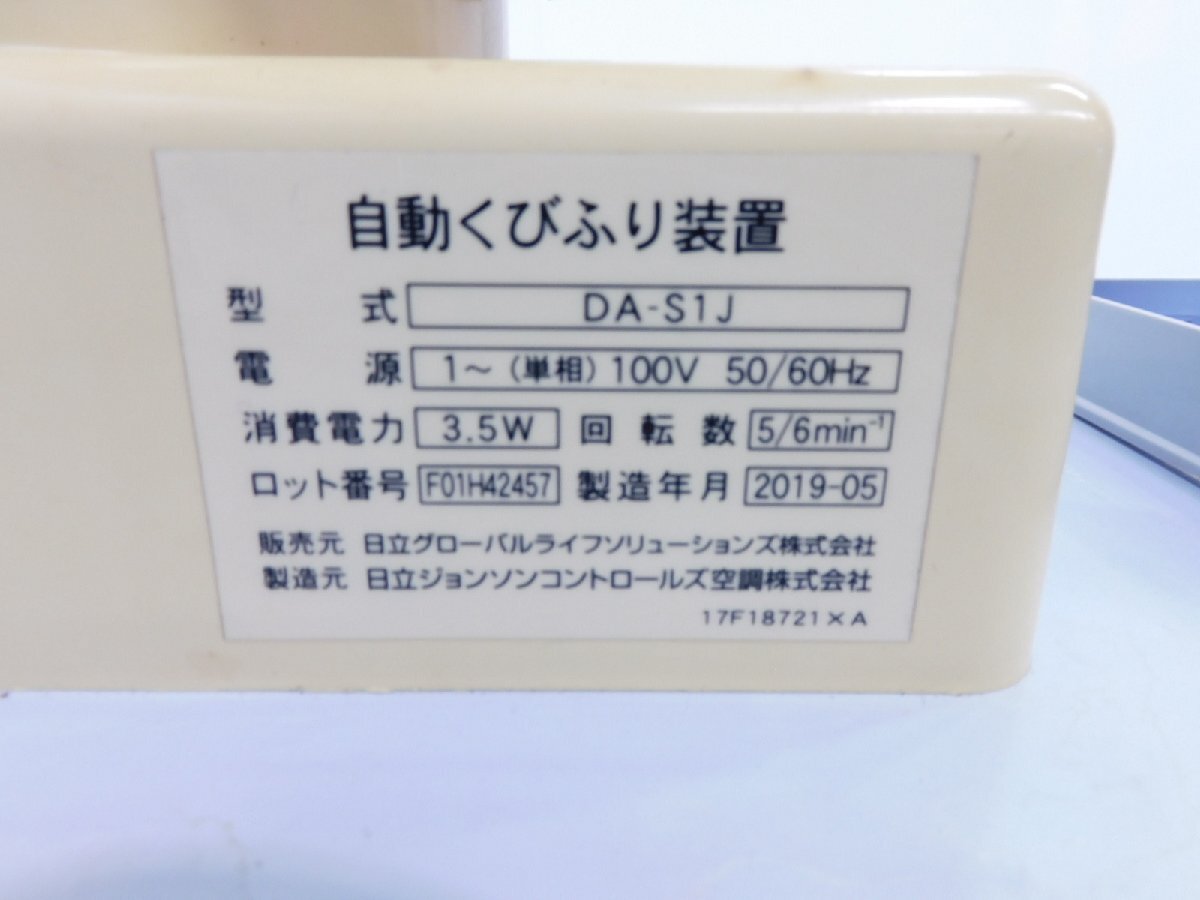 自動くびふり装置
型式 DA-S1J
電源 1～(単相) 100V 50/60Hz
消費電力 3.5W 回転数 5/6min⁻¹
ロット番号 F01H42457 製造年月 2019-05
販売元 日立グローバルライフソリューションズ株式会社
製造元 日立ジョンソンコントロールズ空調株式会社
17F18721×A